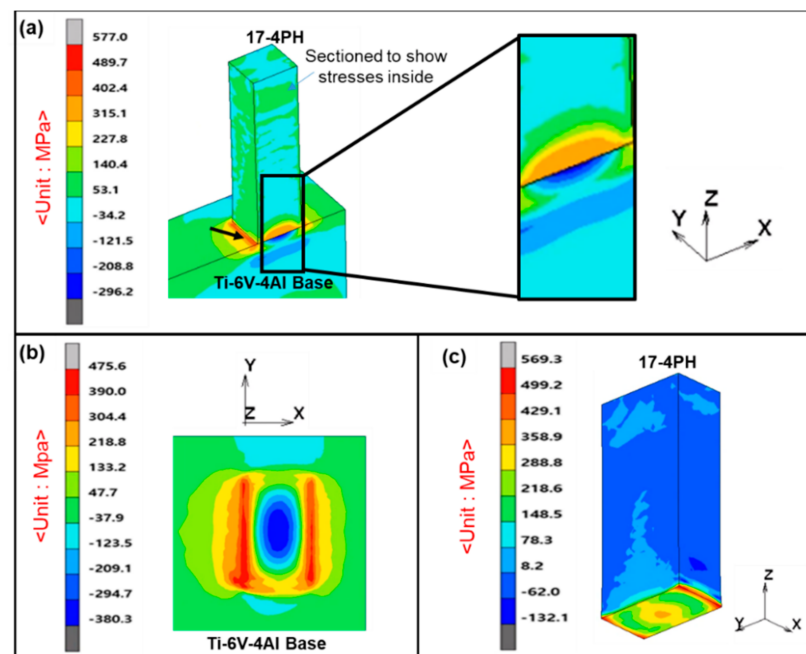 (a)
577.0
489.7
402.4
315.1
227.8
140.4
53.1
-34.2
-121.5
-208.8
-296.2
<Unit : MPa>
17-4PH
Sectioned to show
stresses inside
Ti-6V-4Al Base
Z
Y
X
(b)
475.6
390.0
304.4
218.8
133.2
47.7
-37.9
-123.5
-209.1
-294.7
-380.3
<Unit : Mpa>
Y
Z
X
Ti-6V-4Al Base
(c)
569.3
499.2
429.1
358.9
288.8
218.6
148.5
78.3
8.2
-62.0
-132.1
<Unit : MPa>
17-4PH
Z
Y
X